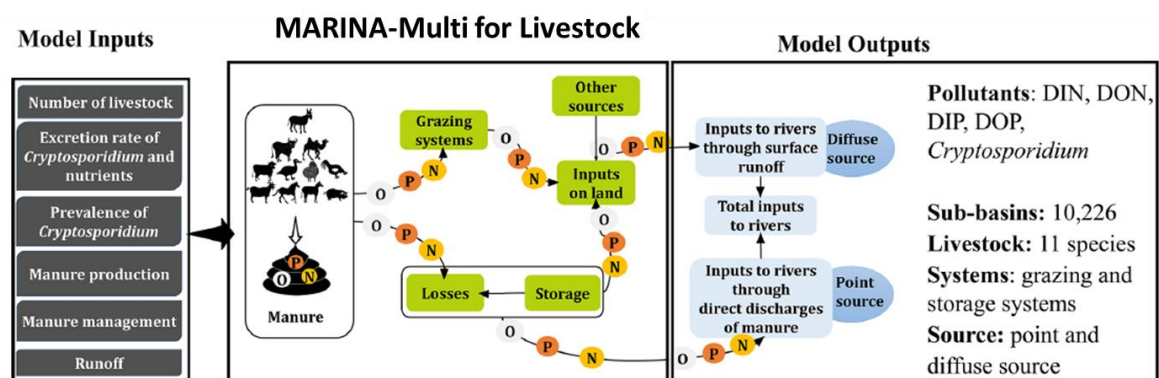 MARINA-Multi for Livestock
Model Inputs
Number of livestock
Excretion rate of
Cryptosporidium and
nutrients
Prevalence of
Cryptosporidium
Manure production
Manure management
Runoff
P
O
N
Manure
O
P
N
O
P
N
Grazing
systems
O
P
N
Other
sources
Inputs
on land
O
P
N
O
P
N
Losses
Storage
O
P
N
O
P
N
Model Outputs
Inputs to rivers
through surface
runoff
Diffuse
source
Total inputs
to rivers
Inputs to rivers
through
direct discharges
of manure
Point
source
Pollutants: DIN, DON,
DIP, DOP,
Cryptosporidium
Sub-basins: 10,226
Livestock: 11 species
Systems: grazing and
storage systems
Source: point and
diffuse source